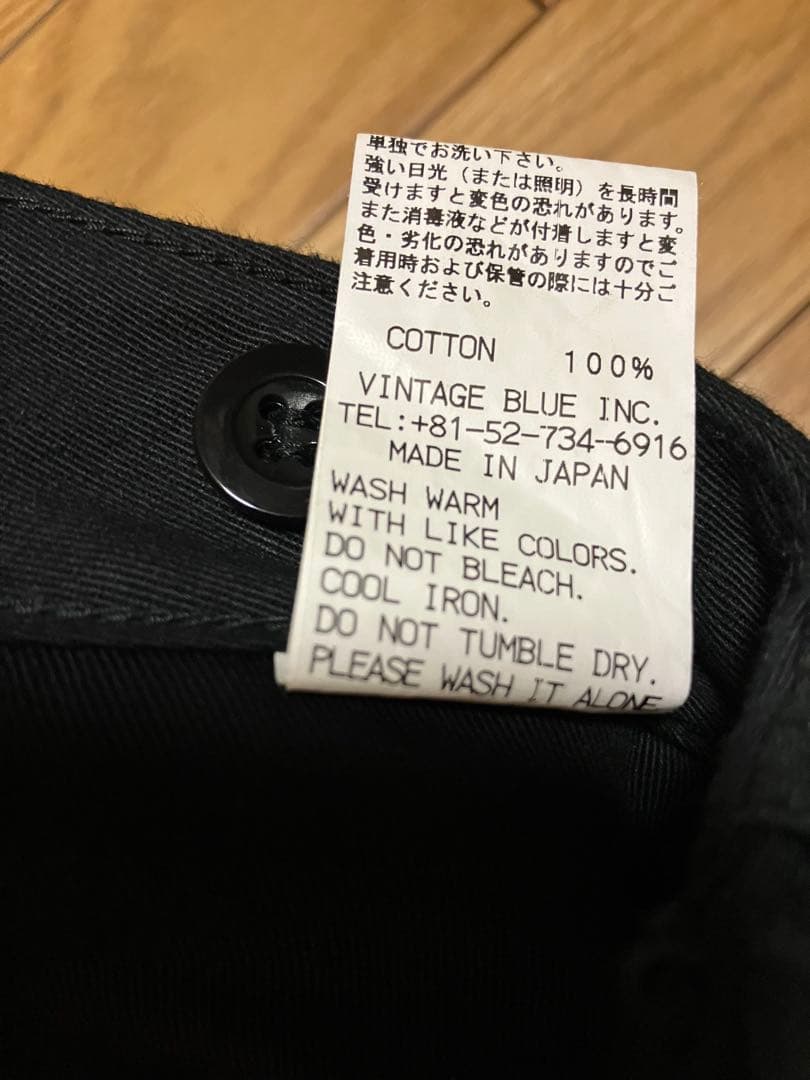 単独でお洗い下さい。
強い日光（または照明）を長時間
受けますと変色の恐れがあります。
また消毒液などが付着しますと変
色・劣化の恐れがありますのでご
着用時および保管の際には十分ご
注意ください。
COTTON 100%
VINTAGE BLUE INC.
TEL:+81-52-734-6916
MADE IN JAPAN
WASH WARM
WITH LIKE COLORS.
DO NOT BLEACH.
COOL IRON.
DO NOT TUMBLE DRY.
PLEASE WASH IT ALONE